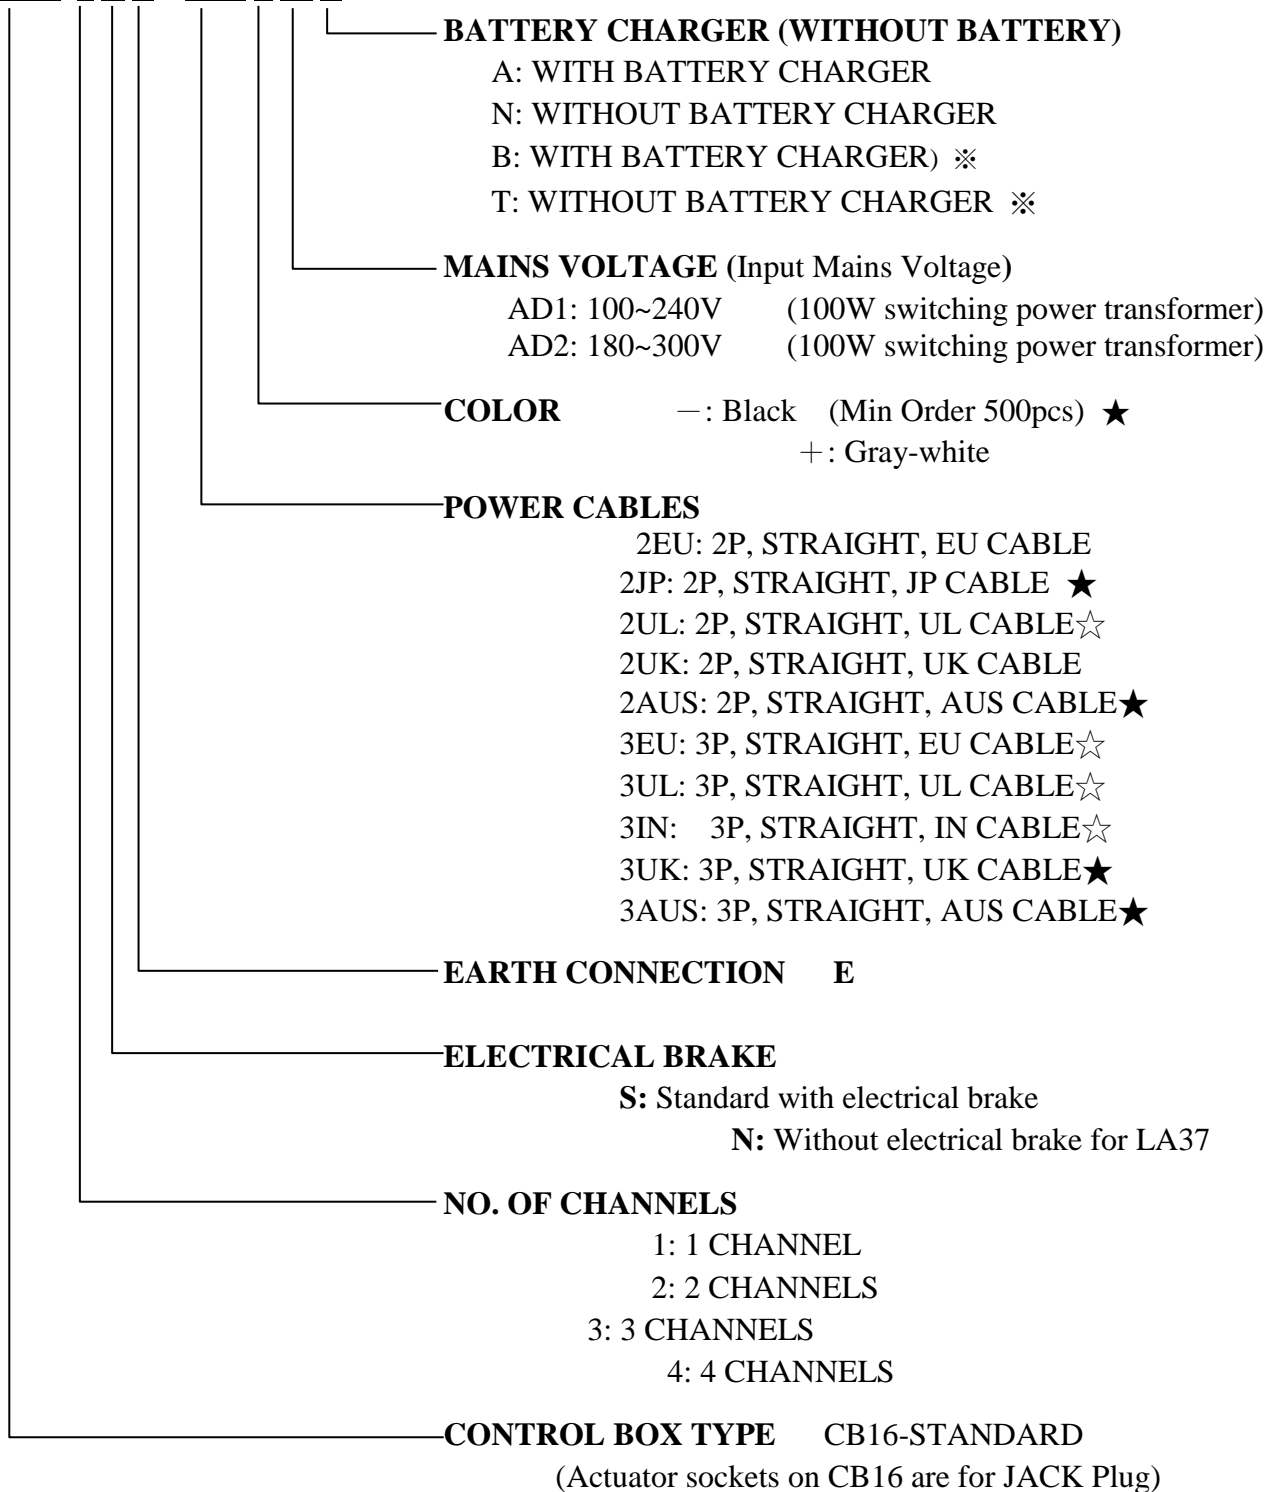 BATTERY CHARGER (WITHOUT BATTERY)
A: WITH BATTERY CHARGER
N: WITHOUT BATTERY CHARGER
B: WITH BATTERY CHARGER) ※
T: WITHOUT BATTERY CHARGER ※
MAINS VOLTAGE (Input Mains Voltage)
AD1: 100~240V (100W switching power transformer)
AD2: 180~300V (100W switching power transformer)
COLOR －: Black (Min Order 500pcs) ★
＋: Gray-white
POWER CABLES
2EU: 2P, STRAIGHT, EU CABLE
2JP: 2P, STRAIGHT, JP CABLE ★
2UL: 2P, STRAIGHT, UL CABLE☆
2UK: 2P, STRAIGHT, UK CABLE
2AUS: 2P, STRAIGHT, AUS CABLE★
3EU: 3P, STRAIGHT, EU CABLE☆
3UL: 3P, STRAIGHT, UL CABLE☆
3IN: 3P, STRAIGHT, IN CABLE☆
3UK: 3P, STRAIGHT, UK CABLE★
3AUS: 3P, STRAIGHT, AUS CABLE★
EARTH CONNECTION E
ELECTRICAL BRAKE
S: Standard with electrical brake
N: Without electrical brake for LA37
NO. OF CHANNELS
1: 1 CHANNEL
2: 2 CHANNELS
3: 3 CHANNELS
4: 4 CHANNELS
CONTROL BOX TYPE CB16-STANDARD
(Actuator sockets on CB16 are for JACK Plug)